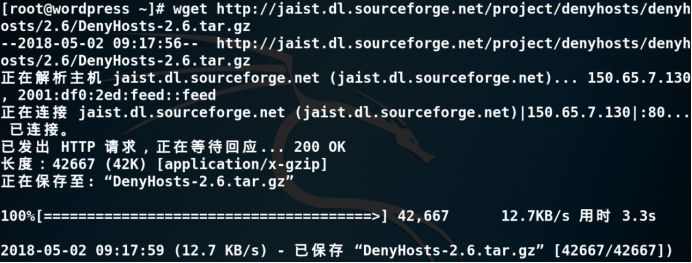 [root@wordpress ~]# wget http://jaist.dl.sourceforge.net/project/denyhosts/denyh
osts/2.6/DenyHosts-2.6.tar.gz
--2018-05-02 09:17:56--  http://jaist.dl.sourceforge.net/project/denyhosts/denyh
osts/2.6/DenyHosts-2.6.tar.gz
正在解析主机 jaist.dl.sourceforge.net (jaist.dl.sourceforge.net)... 150.65.7.130
, 2001:df0:2ed:feed::feed
正在连接 jaist.dl.sourceforge.net (jaist.dl.sourceforge.net)|150.65.7.130|:80...
已连接。
已发出 HTTP 请求，正在等待回应... 200 OK
长度：42667 (42K) [application/x-gzip]
正在保存至: “DenyHosts-2.6.tar.gz”
100%[======================================>] 42,667      12.7KB/s 用时 3.3s
2018-05-02 09:17:59 (12.7 KB/s) - 已保存 “DenyHosts-2.6.tar.gz” [42667/42667])